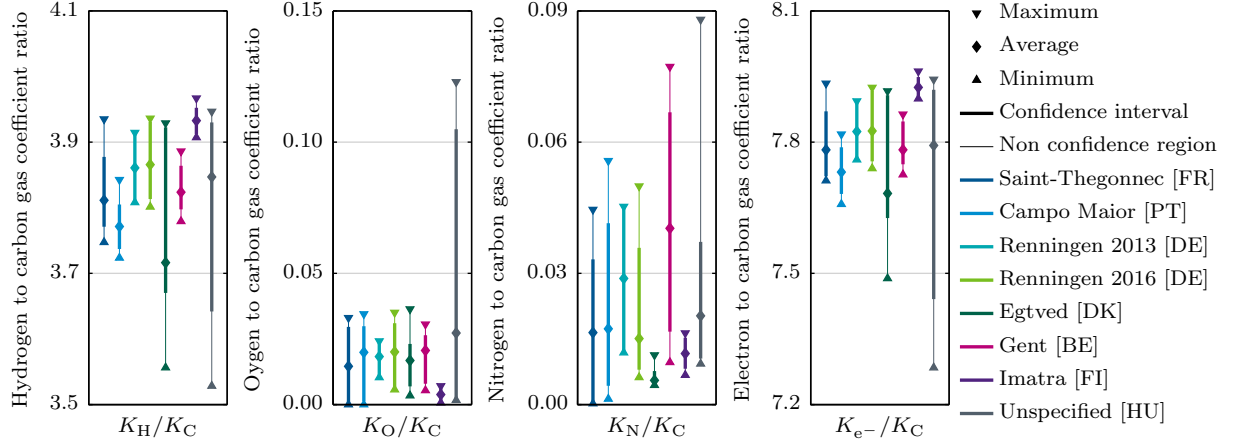 Hydrogen to carbon gas coefficient ratio
3.9
3.7
3.5
K_H/K_C
Oxygen to carbon gas coefficient ratio
0.15
0.10
0.05
0.00
K_O/K_C
Nitrogen to carbon gas coefficient ratio
0.09
0.06
0.03
0.00
K_N/K_C
Electron to carbon gas coefficient ratio
8.1
7.8
7.5
7.2
K_e−/K_C
Maximum
Average
Minimum
Confidence interval
Non confidence region
Saint-Thegonnec [FR]
Campo Maior [PT]
Renningen 2013 [DE]
Renningen 2016 [DE]
Egtved [DK]
Gent [BE]
Imatra [FI]
Unspecified [HU]